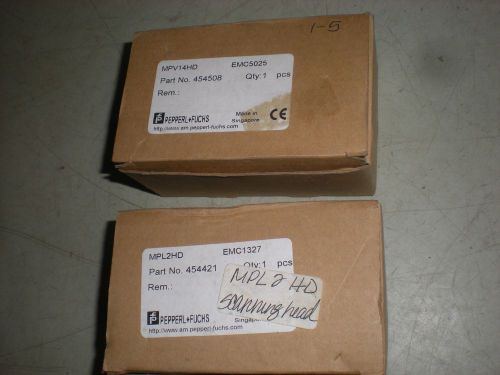 1-5
MPV14HD EMC5025
Part No. 454508 Qty:1 pcs
Rem.:
PEPPERL+FUCHS
Made in
Singapore
CE
http://www.am.pepperl-fuchs.com
MPL2HD EMC1327
Part No. 454421 Qty:1 pcs
Rem.:
MPL2 HD
scanning head
PEPPERL+FUCHS
http://www.am.pepperl-fuchs.com